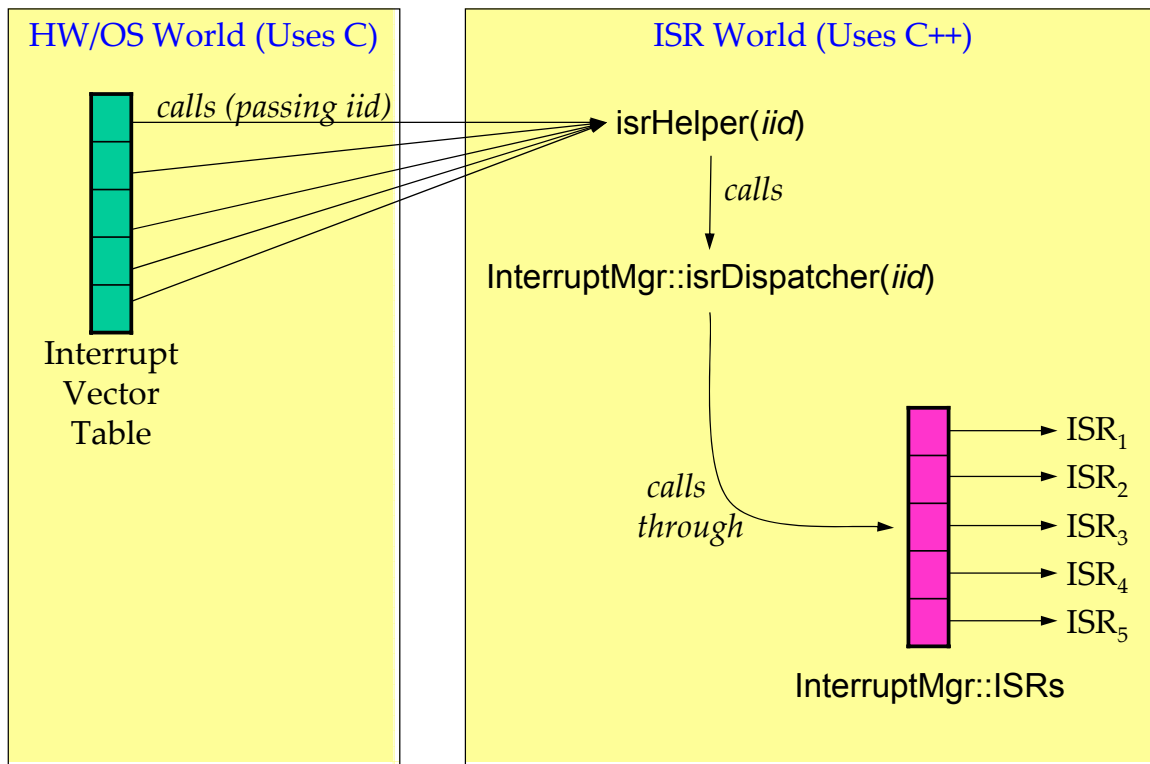 HW/OS World (Uses C)
calls (passing iid)
Interrupt
Vector
Table
ISR World (Uses C++)
isrHelper(iid)
calls
InterruptMgr::isrDispatcher(iid)
calls
through
ISR₁
ISR₂
ISR₃
ISR₄
ISR₅
InterruptMgr::ISRs